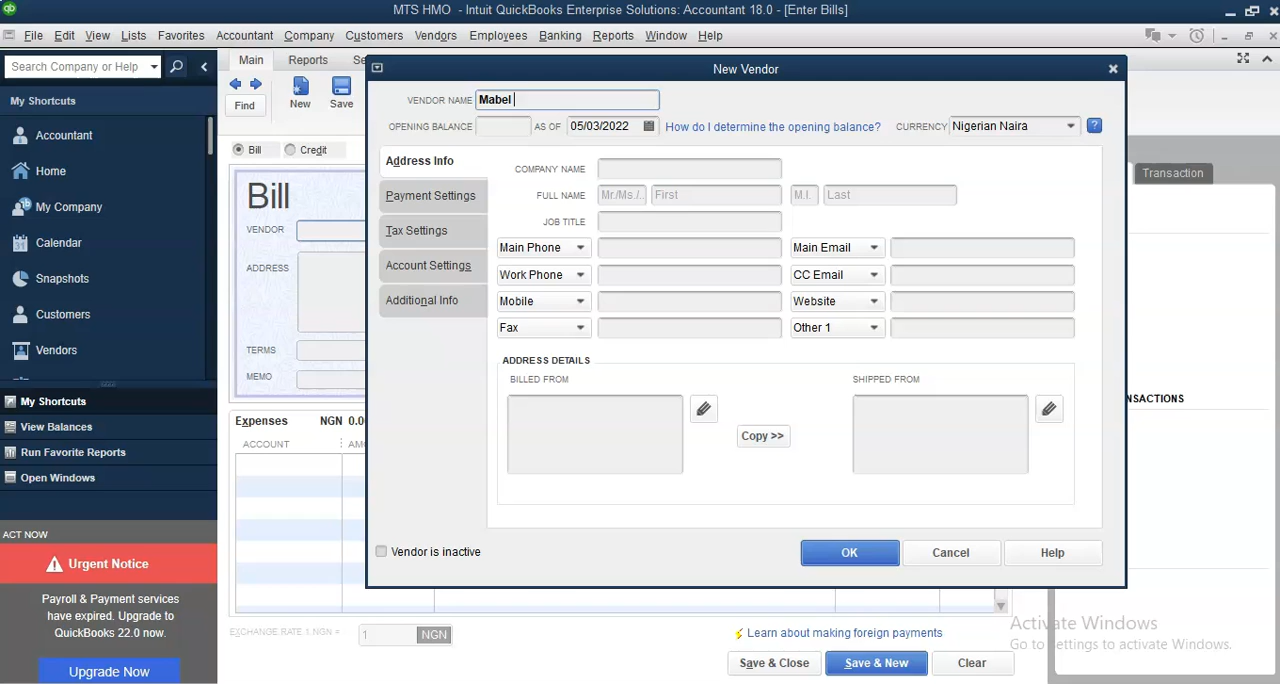 MTS HMO - Intuit QuickBooks Enterprise Solutions: Accountant 18.0 - [Enter Bills]
File Edit View Lists Favorites Accountant Company Customers Vendors Employees Banking Reports Window Help
Search Company or Help
My Shortcuts
Accountant
Home
My Company
Calendar
Snapshots
Customers
Vendors
My Shortcuts
View Balances
Run Favorite Reports
Open Windows
ACT NOW
Urgent Notice
Payroll & Payment services
have expired. Upgrade to
QuickBooks 22.0 now.
Upgrade Now
Main Reports
Find New Save
Bill Credit
Bill
VENDOR
ADDRESS
TERMS
MEMO
Expenses NGN 0.0
ACCOUNT
EXCHANGE RATE 1 NGN = 1 NGN
Learn about making foreign payments
Save & Close Save & New Clear
New Vendor
VENDOR NAME Mabel
OPENING BALANCE AS OF 05/03/2022 How do I determine the opening balance? CURRENCY Nigerian Naira ?
Address Info
Payment Settings
Tax Settings
Account Settings
Additional Info
COMPANY NAME
FULL NAME Mr./Ms./.. First M.I. Last
JOB TITLE
Main Phone Main Email
Work Phone CC Email
Mobile Website
Fax Other 1
ADDRESS DETAILS
BILLED FROM SHIPPED FROM
Copy >>
Vendor is inactive
OK Cancel Help
Transaction
NSACTIONS
Activate Windows
Go to Settings to activate Windows.